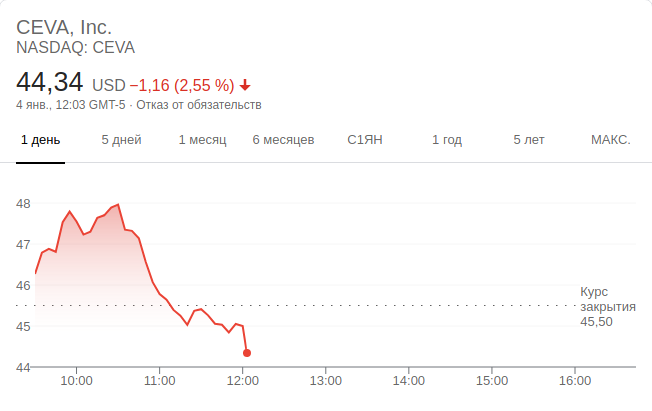 CEVA, Inc.
NASDAQ: CEVA
44,34 USD −1,16 (2,55 %)
4 янв., 12:03 GMT-5 · Отказ от обязательств
1 день 5 дней 1 месяц 6 месяцев С1ЯН 1 год 5 лет МАКС.
48
47
46
Курс
закрытия
45,50
45
44
10:00 11:00 12:00 13:00 14:00 15:00 16:00